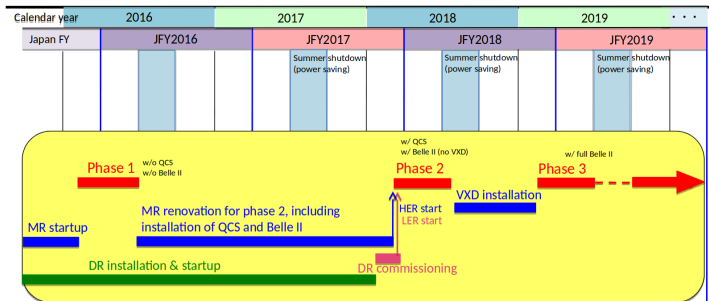 Calendar year 2016 2017 2018 2019 · · ·
Japan FY JFY2016 JFY2017 JFY2018 JFY2019
Summer shutdown
(power saving)
Summer shutdown
(power saving)
Summer shutdown
(power saving)
w/ QCS
w/ Belle II (no VXD)
w/o QCS
w/o Belle II
w/ full Belle II
Phase 1
Phase 2
Phase 3
VXD installation
MR renovation for phase 2, including
installation of QCS and Belle II
HER start
LER start
MR startup
DR installation & startup
DR commissioning